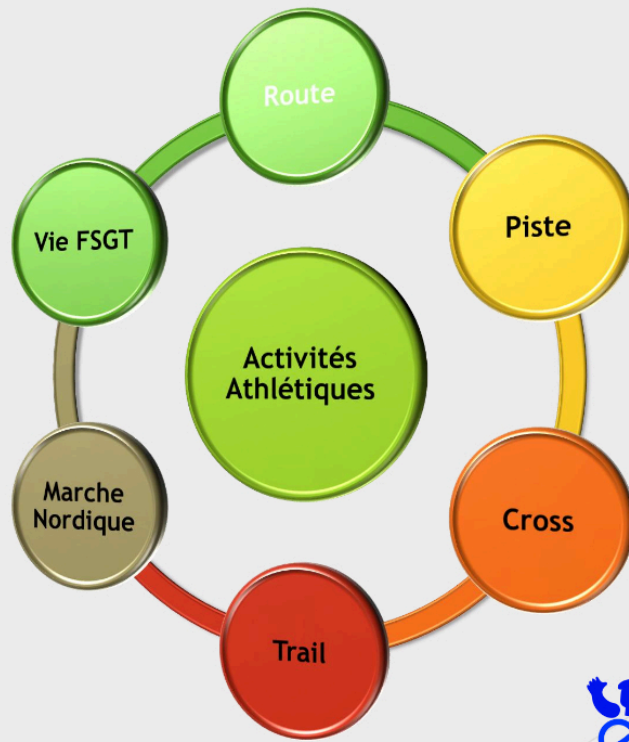 Route
Piste
Vie FSGT
Activités
Athlétiques
Marche
Nordique
Cross
Trail